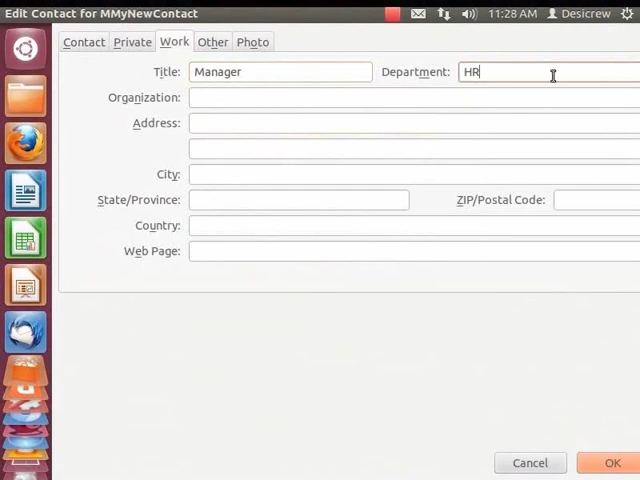 Edit Contact for MMyNewContact 11:28 AM Desicrew
Contact Private Work Other Photo
Title: Manager Department: HR
Organization:
Address:
City:
State/Province: ZIP/Postal Code:
Country:
Web Page:
Cancel OK